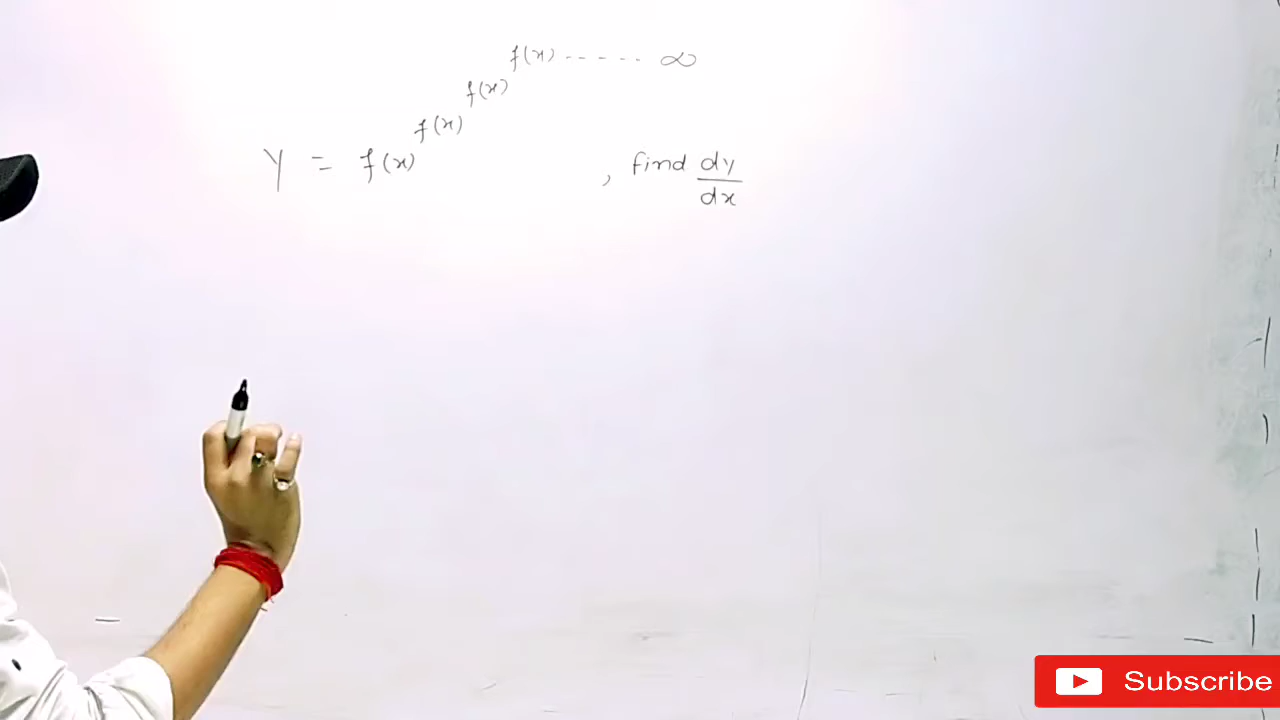 f(x) ----- ∞
f(x)
f(x)
y = f(x) , find dy/dx
Subscribe